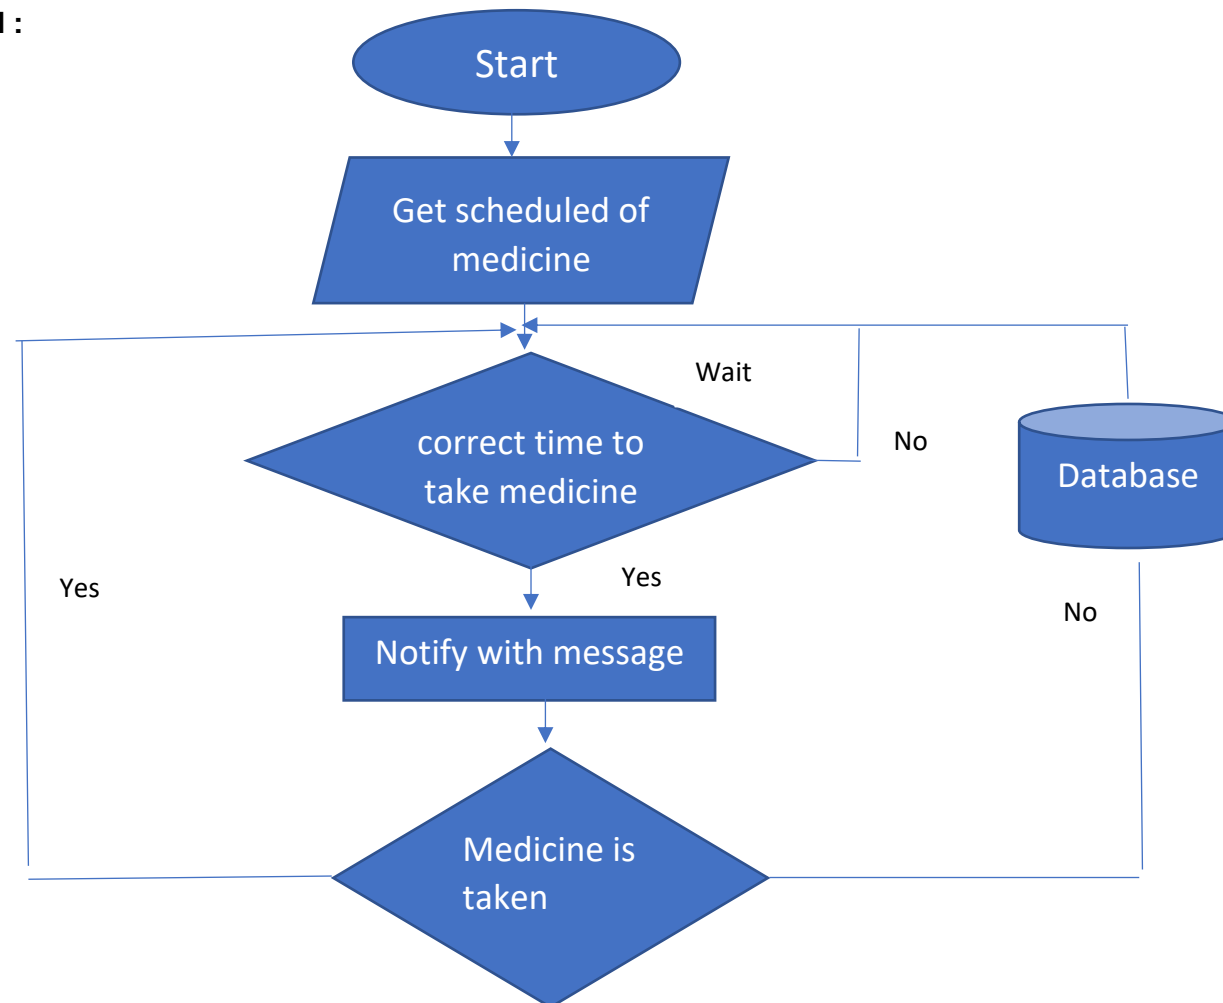 :
Start
Get scheduled of
medicine
Wait
correct time to
take medicine
No
Database
Yes
Yes
No
Notify with message
Medicine is
taken